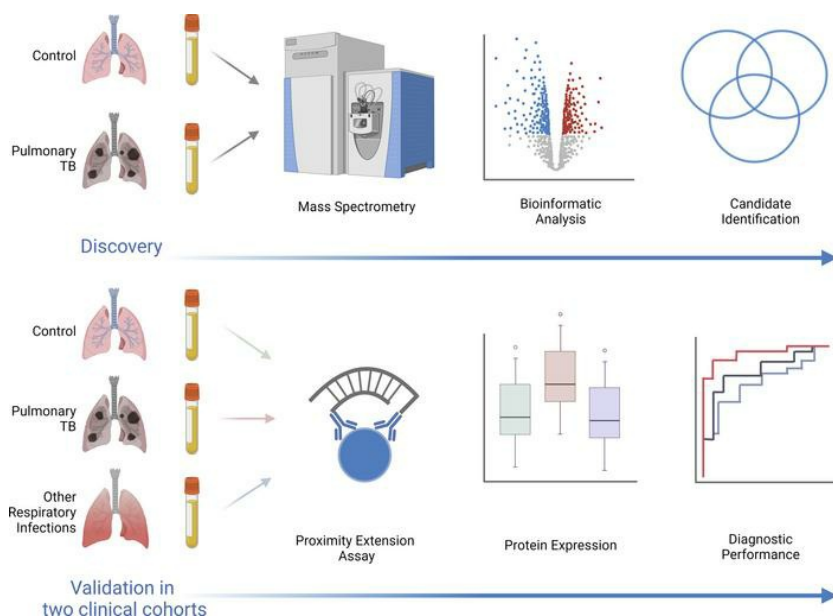 Control
Pulmonary
TB
Mass Spectrometry
Bioinformatic
Analysis
Candidate
Identification
Discovery
Control
Pulmonary
TB
Other
Respiratory
Infections
Proximity Extension
Assay
Protein Expression
Diagnostic
Performance
Validation in
two clinical cohorts